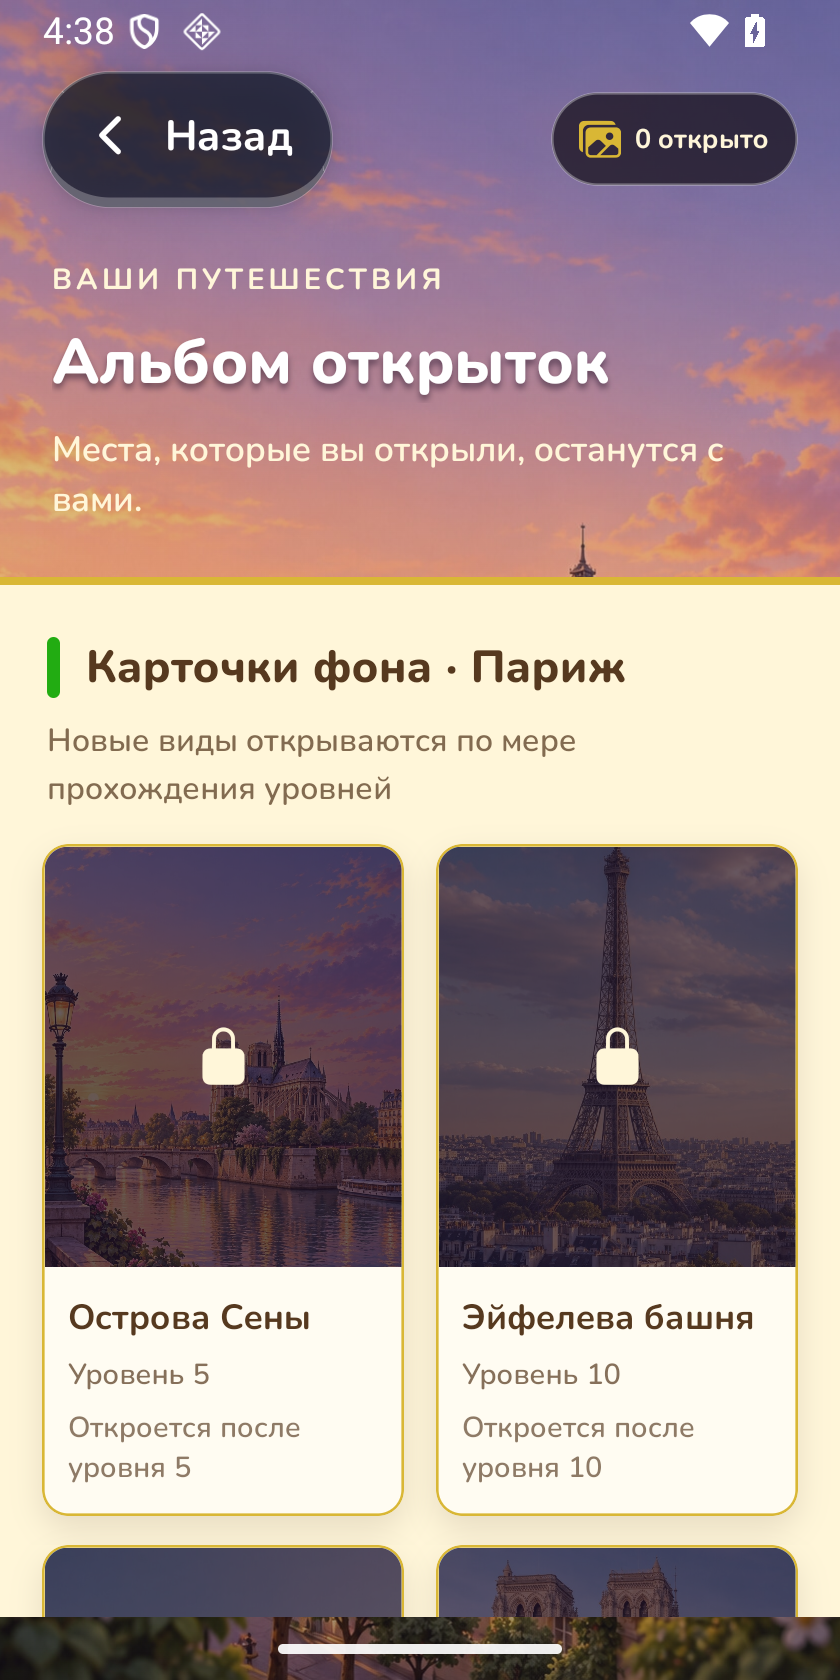 4:38
Назад
0 открыто
ВАШИ ПУТЕШЕСТВИЯ
Альбом открыток
Места, которые вы открыли, останутся с
вами.
Карточки фона · Париж
Новые виды открываются по мере
прохождения уровней
Острова Сены
Уровень 5
Откроется после
уровня 5
Эйфелева башня
Уровень 10
Откроется после
уровня 10